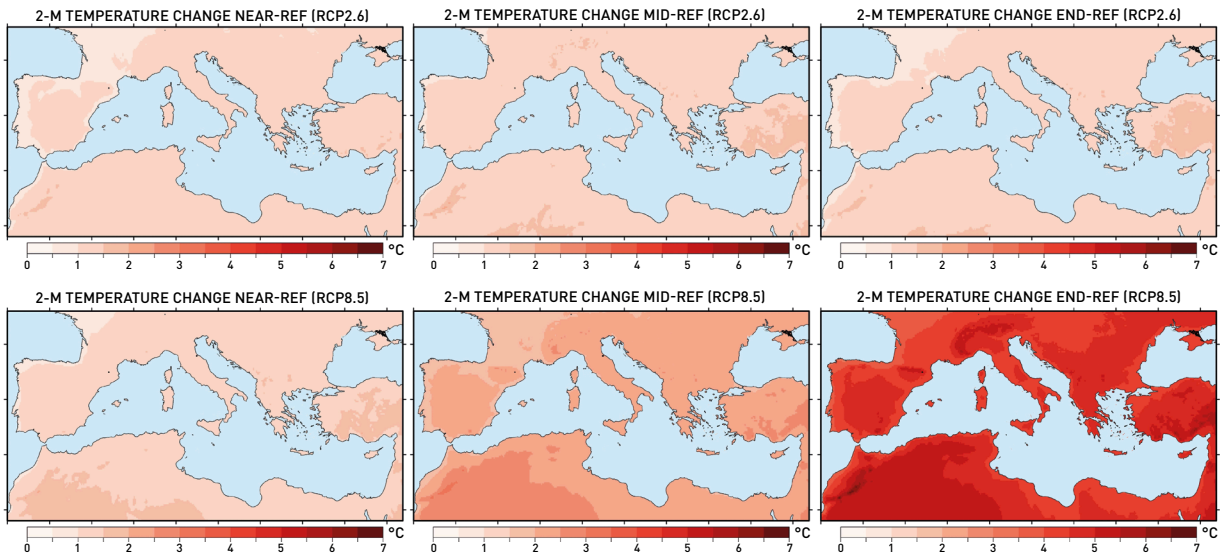 2-M TEMPERATURE CHANGE NEAR-REF (RCP2.6)
2-M TEMPERATURE CHANGE MID-REF (RCP2.6)
2-M TEMPERATURE CHANGE END-REF (RCP2.6)
0 1 2 3 4 5 6 7 °C
0 1 2 3 4 5 6 7 °C
0 1 2 3 4 5 6 7 °C
2-M TEMPERATURE CHANGE NEAR-REF (RCP8.5)
2-M TEMPERATURE CHANGE MID-REF (RCP8.5)
2-M TEMPERATURE CHANGE END-REF (RCP8.5)
0 1 2 3 4 5 6 7 °C
0 1 2 3 4 5 6 7 °C
0 1 2 3 4 5 6 7 °C